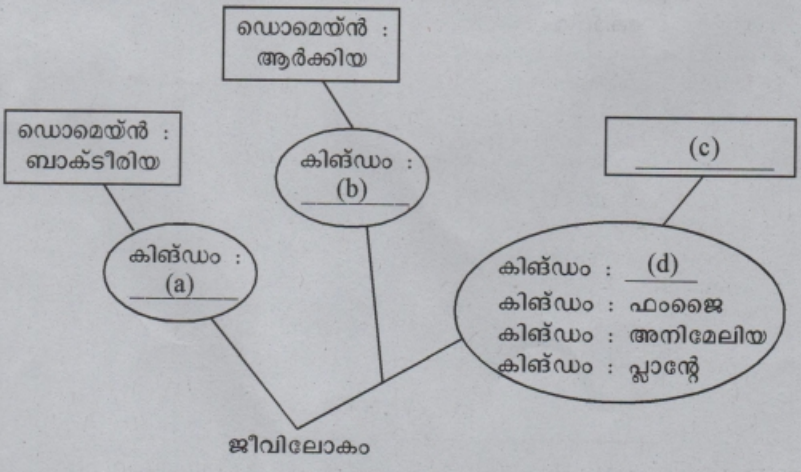 ഡൊമെയ്ൻ :
ആർക്കിയ
ഡൊമെയ്ൻ :
ബാക്ടീരിയ
കിങ്ഡം :
(b)
(c)
കിങ്ഡം :
(a)
കിങ്ഡം : (d)
കിങ്ഡം : ഫംജൈ
കിങ്ഡം : അനിമേലിയ
കിങ്ഡം : പ്ലാന്റേ
ജീവിലോകം